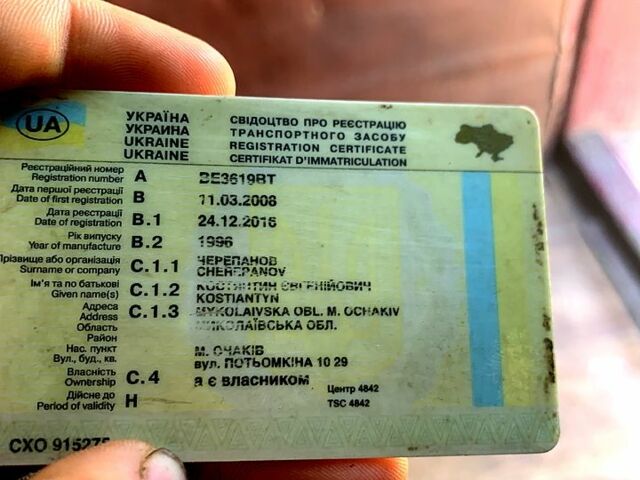 UA
УКРАЇНА СВІДОЦТВО ПРО РЕЄСТРАЦІЮ
УКРАИНА ТРАНСПОРТНОГО ЗАСОБУ
UKRAINE REGISTRATION CERTIFICATE
UKRAINE CERTIFICAT D'IMMATRICULATION
Реєстраційний номер
Registration number A BE3619BT
Дата першої реєстрації
Date of first registration B 11.03.2008
Дата реєстрації
Date of registration B.1 24.12.2016
Рік випуску
Year of manufacture B.2 1996
Прізвище або організація C.1.1 ЧЕРЕПАНОВ
Surname or company CHEREPANOV
Ім'я та по батькові C.1.2 КОСТЯНТИН ЄВГЕНІЙОВИЧ
Given name(s) KOSTIANTYN
Адреса C.1.3 MYKOLAIVSKA OBL. M. OCHAKIV
Address
Область МИКОЛАЇВСЬКА ОБЛ.
Район
Нас. пункт М. ОЧАКІВ
Вул., буд., кв. вул. ПОТЬОМКІНА 10 29
Власність
Ownership C.4 а є власником
Дійсне до Центр 4842
Period of validity H TSC 4842
СХО